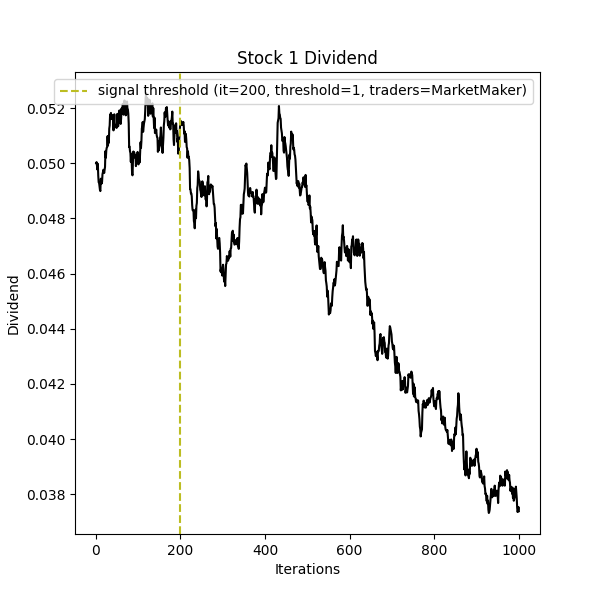 Stock 1 Dividend
signal threshold (it=200, threshold=1, traders=MarketMaker)
0.052
0.050
0.048
0.046
0.044
0.042
0.040
0.038
Dividend
0 200 400 600 800 1000
Iterations